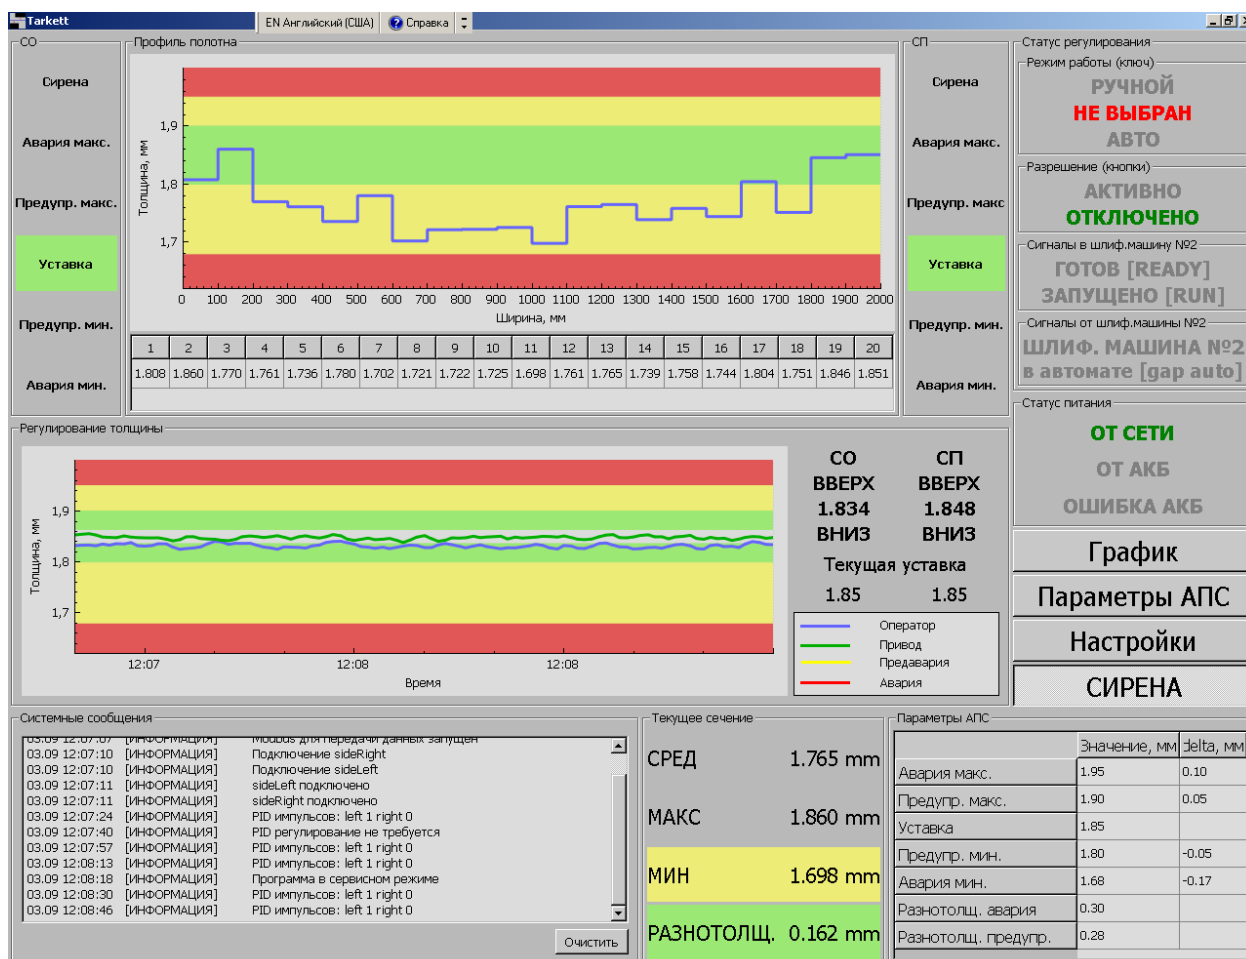 Tarkett
EN Английский (США)
Справка
СО
Сирена
Авария макс.
Предупр. макс.
Уставка
Предупр. мин.
Авария мин.
Профиль полотна
Толщина, мм
1,9
1,8
1,7
0 100 200 300 400 500 600 700 800 900 1000 1100 1200 1300 1400 1500 1600 1700 1800 1900 2000
Ширина, мм
1 2 3 4 5 6 7 8 9 10 11 12 13 14 15 16 17 18 19 20
1.808 1.860 1.770 1.761 1.736 1.780 1.702 1.721 1.722 1.725 1.698 1.761 1.765 1.739 1.758 1.744 1.804 1.751 1.846 1.851
СП
Сирена
Авария макс.
Предупр. макс
Уставка
Предупр. мин.
Авария мин.
Статус регулирования
Режим работы (ключ)
РУЧНОЙ
НЕ ВЫБРАН
АВТО
Разрешение (кнопки)
АКТИВНО
ОТКЛЮЧЕНО
Сигналы в шлиф.машину №2
ГОТОВ [READY]
ЗАПУЩЕНО [RUN]
Сигналы от шлиф.машины №2
ШЛИФ. МАШИНА №2
в автомате [gap auto]
Статус питания
ОТ СЕТИ
ОТ АКБ
ОШИБКА АКБ
График
Параметры АПС
Настройки
СИРЕНА
Регулирование толщины
Толщина, мм
1,9
1,8
1,7
12:07 12:08 12:08
Время
СО СП
ВВЕРХ ВВЕРХ
1.834 1.848
ВНИЗ ВНИЗ
Текущая уставка
1.85 1.85
Оператор
Привод
Предавария
Авария
Системные сообщения
03.09 12:07:07 [ИНФОРМАЦИЯ] Modbus для передачи данных запущен
03.09 12:07:10 [ИНФОРМАЦИЯ] Подключение sideRight
03.09 12:07:10 [ИНФОРМАЦИЯ] Подключение sideLeft
03.09 12:07:11 [ИНФОРМАЦИЯ] sideLeft подключено
03.09 12:07:11 [ИНФОРМАЦИЯ] sideRight подключено
03.09 12:07:24 [ИНФОРМАЦИЯ] PID импульсов: left 1 right 0
03.09 12:07:40 [ИНФОРМАЦИЯ] PID регулирование не требуется
03.09 12:07:57 [ИНФОРМАЦИЯ] PID импульсов: left 1 right 0
03.09 12:08:13 [ИНФОРМАЦИЯ] PID импульсов: left 1 right 0
03.09 12:08:18 [ИНФОРМАЦИЯ] Программа в сервисном режиме
03.09 12:08:30 [ИНФОРМАЦИЯ] PID импульсов: left 1 right 0
03.09 12:08:46 [ИНФОРМАЦИЯ] PID импульсов: left 1 right 0
Очистить
Текущее сечение
СРЕД 1.765 mm
МАКС 1.860 mm
МИН 1.698 mm
РАЗНОТОЛЩ. 0.162 mm
Параметры АПС
Значение, мм delta, мм
Авария макс. 1.95 0.10
Предупр. макс. 1.90 0.05
Уставка 1.85
Предупр. мин. 1.80 -0.05
Авария мин. 1.68 -0.17
Разнотолщ. авария 0.30
Разнотолщ. предупр. 0.28